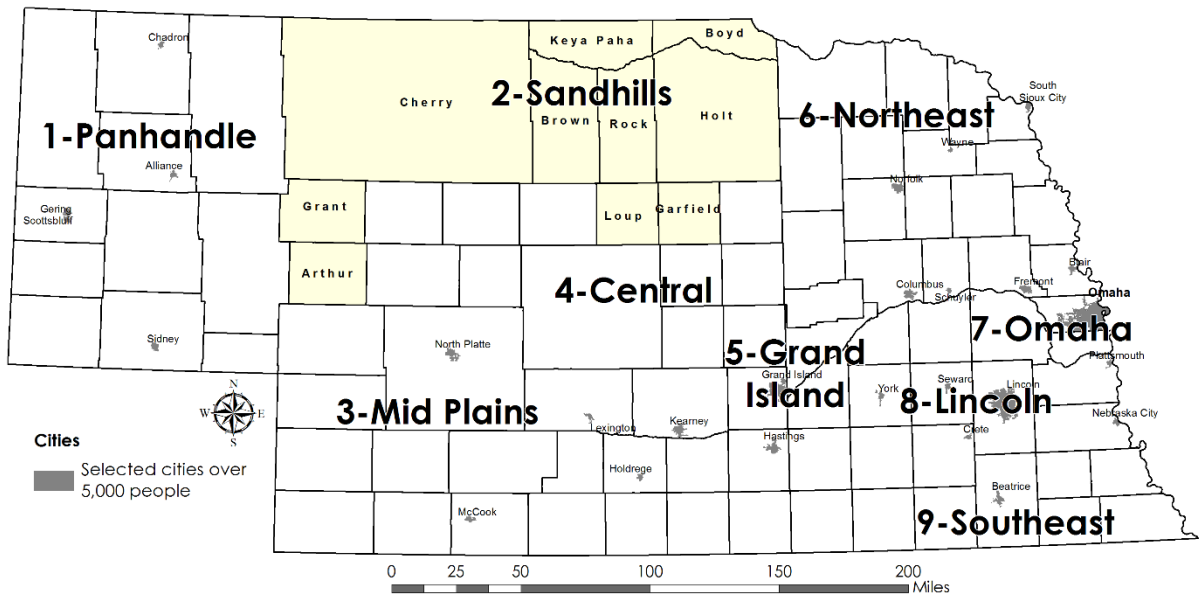 Chadron
Keya Paha
Boyd
Cherry
2-Sandhills
Brown
Rock
Holt
South
Sioux City
6-Northeast
1-Panhandle
Wayne
Alliance
Norfolk
Gering
Scottsbluff
Grant
Loup
Garfield
Arthur
4-Central
Blair
Columbus
Schuyler
Fremont
Omaha
7-Omaha
Sidney
North Platte
5-Grand
Island
Grand Island
Plattsmouth
York
Seward
Lincoln
8-Lincoln
3-Mid Plains
Lexington
Kearney
Hastings
Crete
Nebraska City
N
W
E
S
Cities
Selected cities over
5,000 people
Holdrege
Beatrice
McCook
9-Southeast
0
25
50
100
150
200
Miles